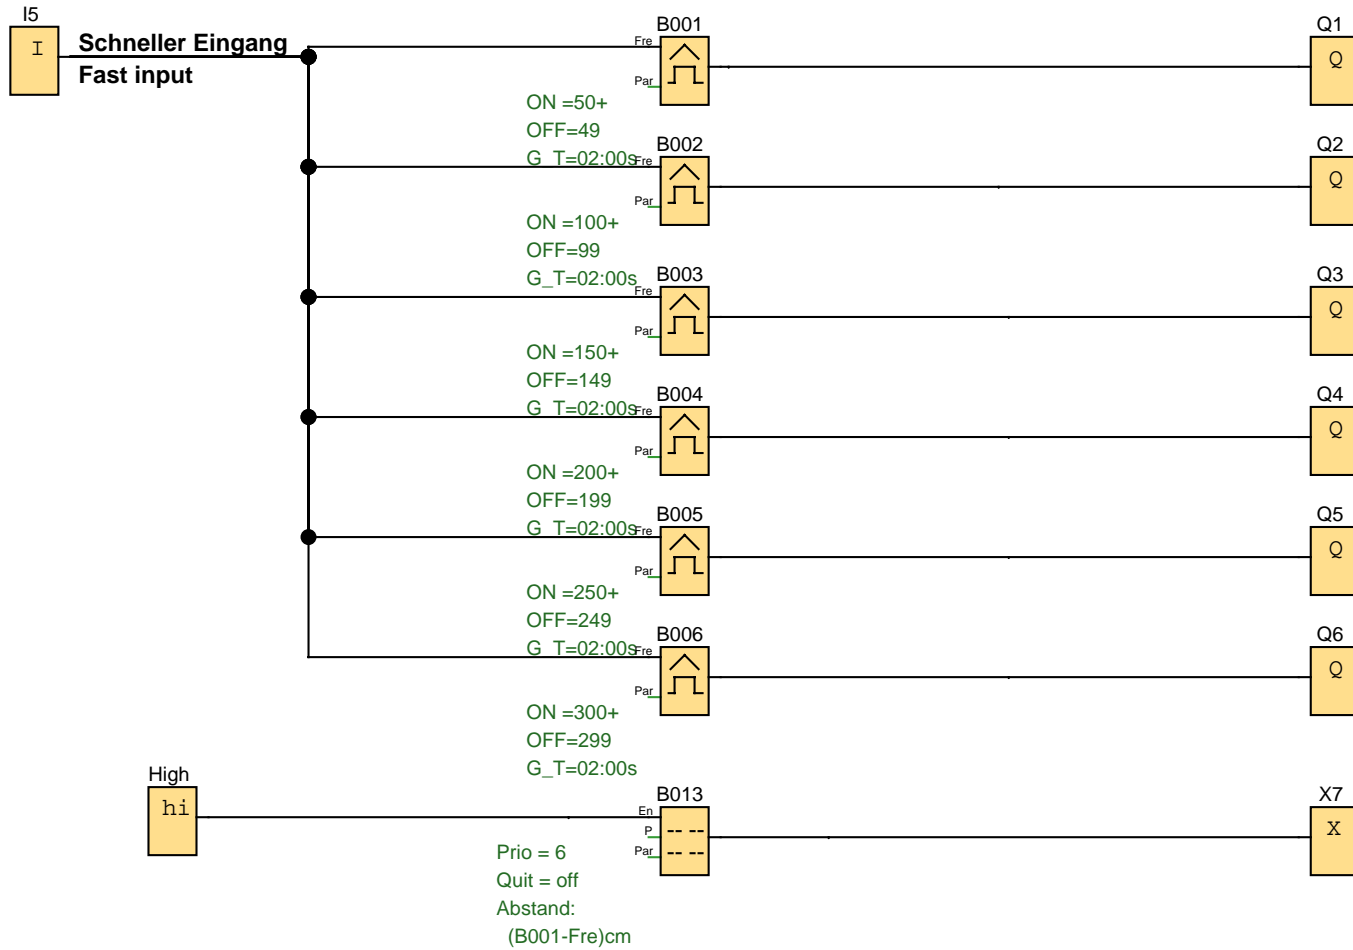 I5
I
Schneller Eingang
Fast input
B001
Fre
Par
Q1
Q
ON =50+
OFF=49
G_T=02:00s
B002
Fre
Par
Q2
Q
ON =100+
OFF=99
G_T=02:00s
B003
Fre
Par
Q3
Q
ON =150+
OFF=149
G_T=02:00s
B004
Fre
Par
Q4
Q
ON =200+
OFF=199
G_T=02:00s
B005
Fre
Par
Q5
Q
ON =250+
OFF=249
G_T=02:00s
B006
Fre
Par
Q6
Q
ON =300+
OFF=299
G_T=02:00s
High
hi
B013
En
P
Par
X7
X
Prio = 6
Quit = off
Abstand:
(B001-Fre)cm